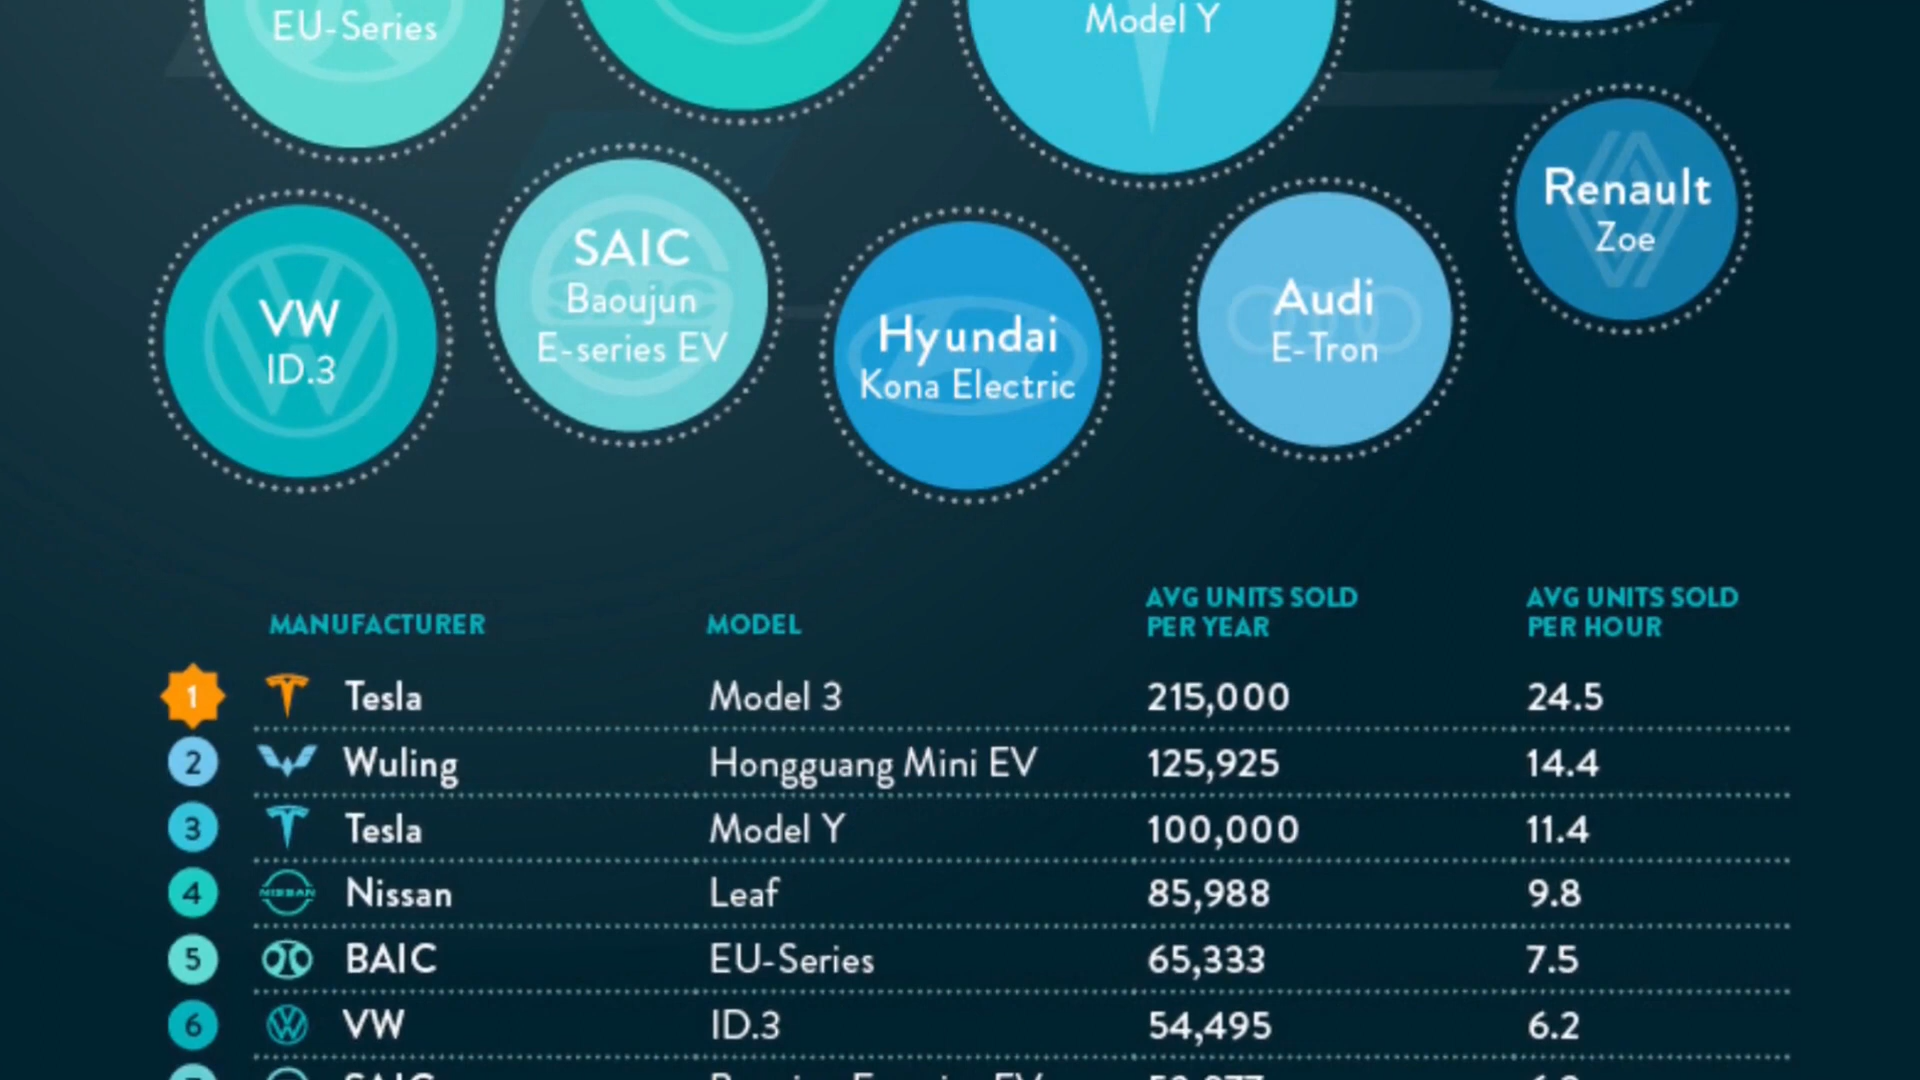 EU-Series
Model Y
Renault
Zoe
SAIC
Baoujun
E-series EV
VW
ID.3
Hyundai
Kona Electric
Audi
E-Tron
MANUFACTURER MODEL AVG UNITS SOLD PER YEAR AVG UNITS SOLD PER HOUR
1 Tesla Model 3 215,000 24.5
2 Wuling Hongguang Mini EV 125,925 14.4
3 Tesla Model Y 100,000 11.4
4 NISSAN Nissan Leaf 85,988 9.8
5 BAIC EU-Series 65,333 7.5
6 VW ID.3 54,495 6.2